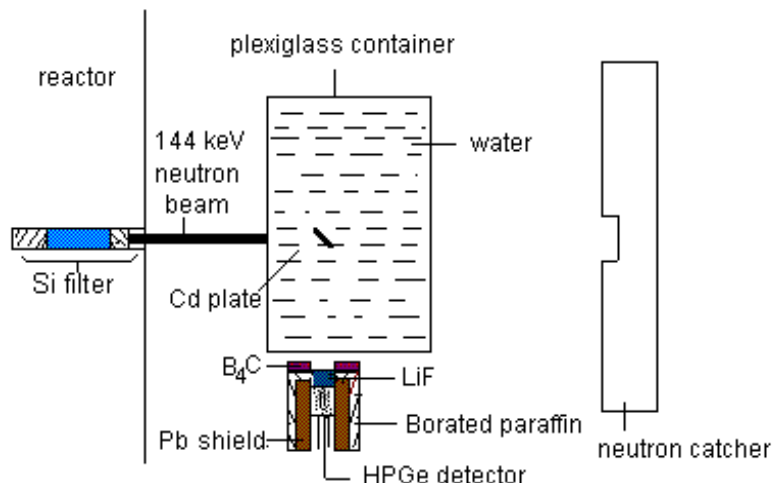 plexiglass container
reactor
144 keV
neutron
beam
water
Si filter
Cd plate
B4C
LiF
Borated paraffin
Pb shield
neutron catcher
HPGe detector